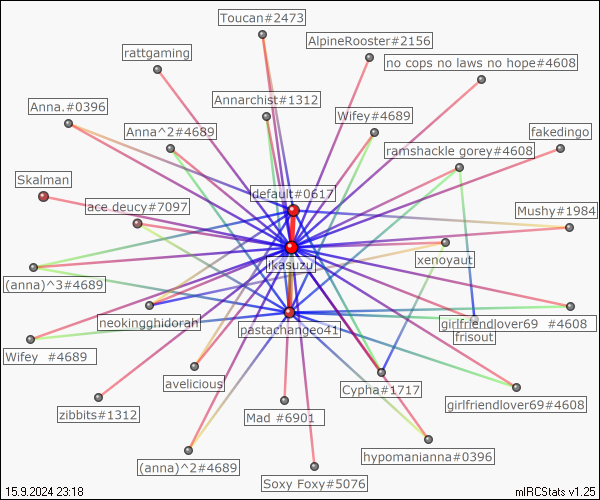 Toucan#2473
AlpineRooster#2156
rattgaming
no cops no laws no hope#4608
Anna.#0396
Annarchist#1312
Wifey#4689
Anna^2#4689
fakedingo
ramshackle gorey#4608
Skalman
default#0617
ace deucy#7097
Mushy#1984
xenoyaut
likasuzu
(anna)^3#4689
neokingghidorah
girlfriendlover69 #4608
pastachangeo41
frisout
Wifey #4689
avelicious
Cypha#1717
girlfriendlover69#4608
zibbits#1312
Mad #6901
hypomanianna#0396
(anna)^2#4689
Soxy Foxy#5076
15.9.2024 23:18
mIRCStats v1.25